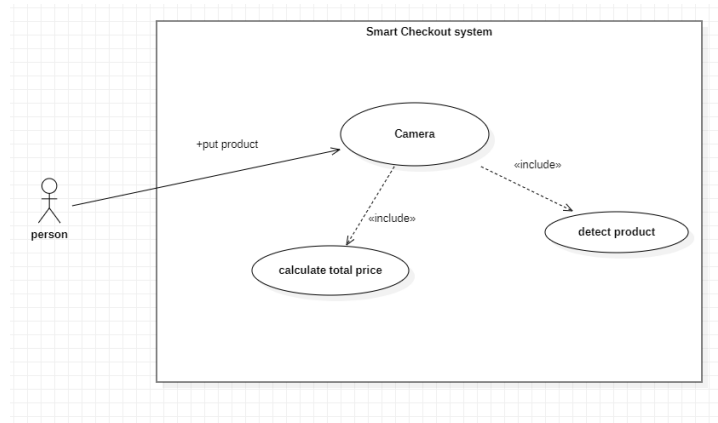 Smart Checkout system
Camera
+put product
«include»
«include»
detect product
person
calculate total price